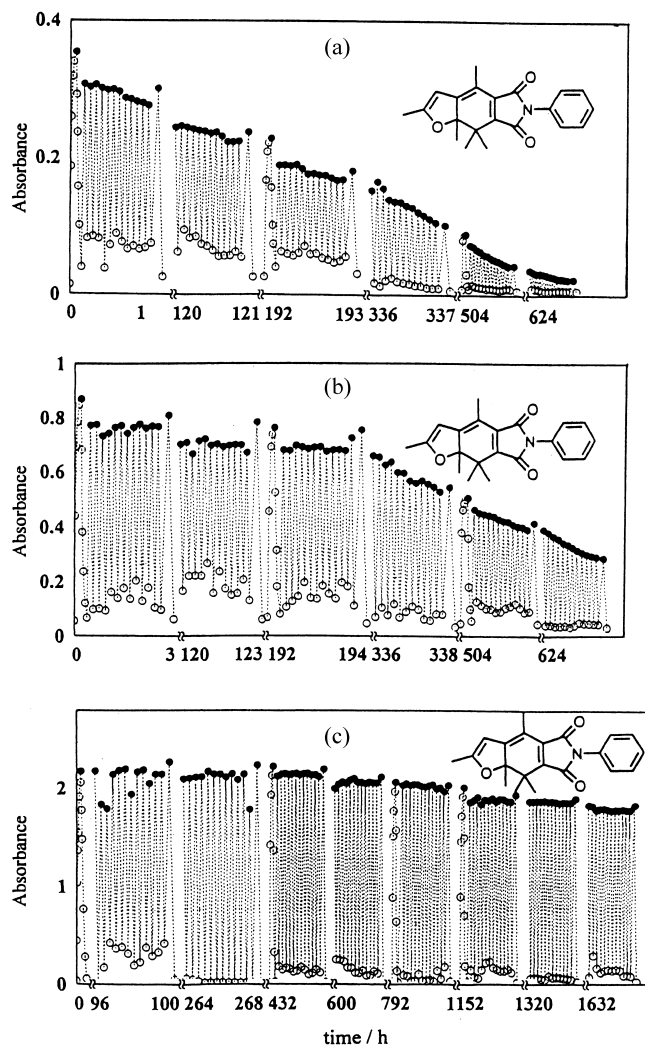 (a)
0.4
0.2
0
Absorbance
O
N
O
O
0 1 120 121 192 193 336 337 504 624
(b)
1
0.8
0.6
0.4
0.2
0
Absorbance
O
N
O
O
0 3 120 123 192 194 336 338 504 624
(c)
2
1
0
Absorbance
O
N
O
O
0 96 100 264 268 432 600 792 1152 1320 1632
time / h